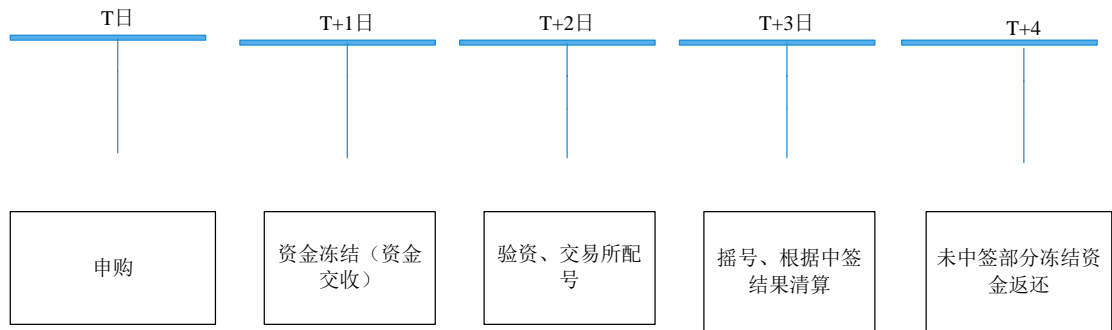 T日
T+1日
T+2日
T+3日
T+4
申购
资金冻结（资金
交收）
验资、交易所配
号
摇号、根据中签
结果清算
未中签部分冻结资
金返还